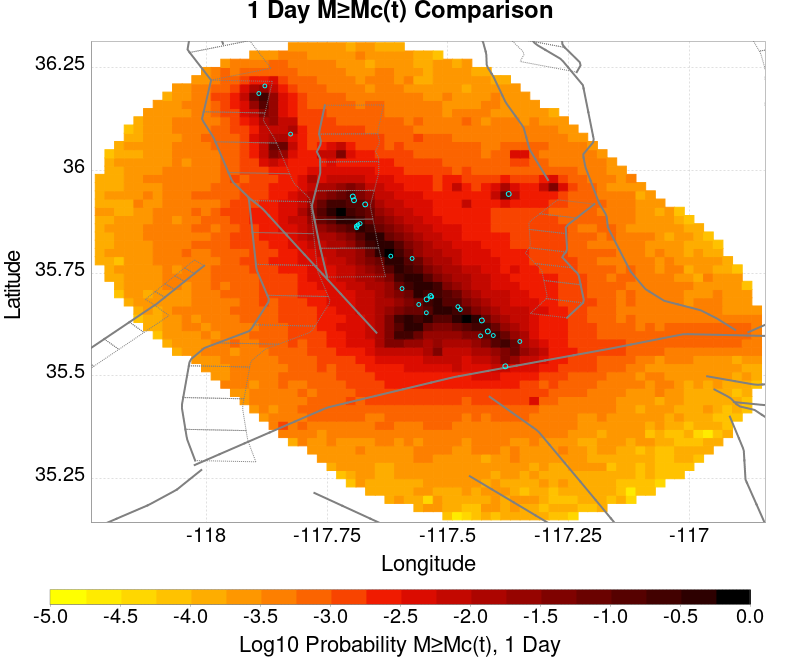 1 Day M≥Mc(t) Comparison
36.25
36
35.75
35.5
35.25
Latitude
-118
-117.75
-117.5
-117.25
-117
Longitude
-5.0 -4.5 -4.0 -3.5 -3.0 -2.5 -2.0 -1.5 -1.0 -0.5 0.0
Log10 Probability M≥Mc(t), 1 Day